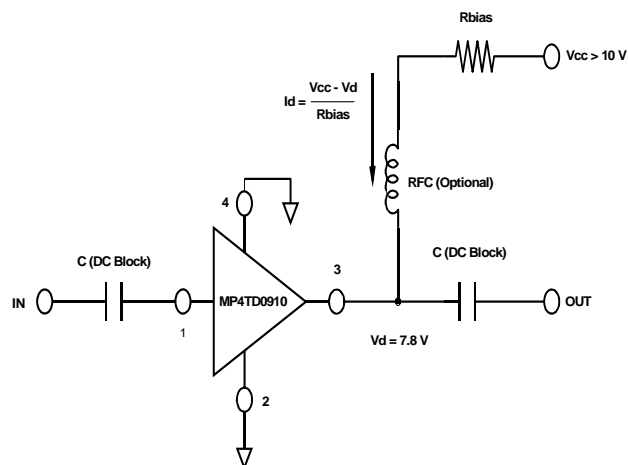 Rbias
Vcc > 10 V
Id = Vcc - Vd
Rbias
RFC (Optional)
4
C (DC Block)
3
C (DC Block)
IN
MP4TD0910
OUT
1
Vd = 7.8 V
2